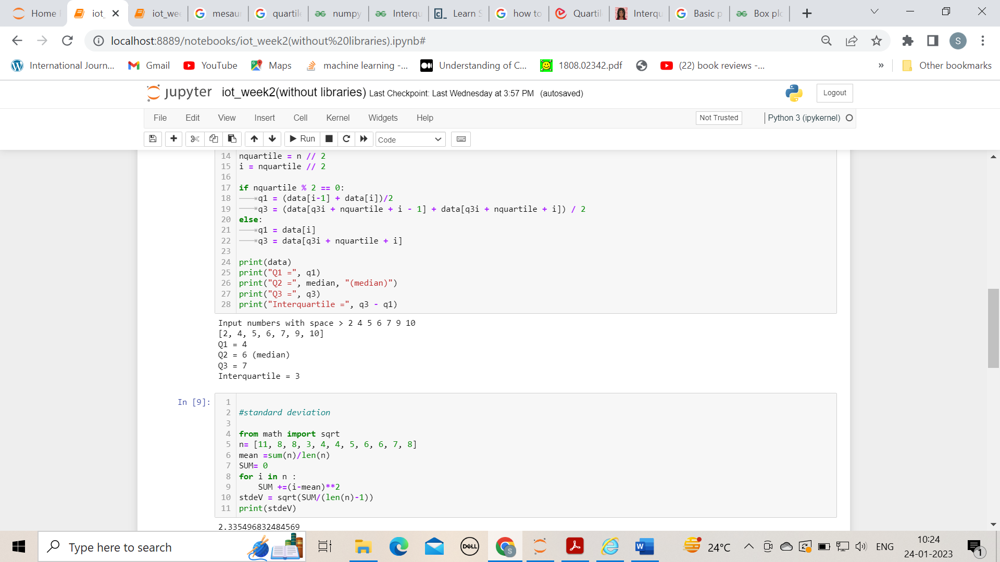 Home
iot_
iot_wee
mesau
quartile
numpy
Interqu
Learn S
how to
Quartil
Interqu
Basic p
Box plo
localhost:8889/notebooks/iot_week2(without%20libraries).ipynb#
S
International Journ...
Gmail
YouTube
Maps
machine learning -...
Understanding of C...
1808.02342.pdf
(22) book reviews -...
»
Other bookmarks
jupyter iot_week2(without libraries) Last Checkpoint: Last Wednesday at 3:57 PM (autosaved)
Logout
File Edit View Insert Cell Kernel Widgets Help
Not Trusted
Python 3 (ipykernel)
Run
Code
14 nquartile = n // 2
15 i = nquartile // 2
16
17 if nquartile % 2 == 0:
18 q1 = (data[i-1] + data[i])/2
19 q3 = (data[q3i + nquartile + i - 1] + data[q3i + nquartile + i]) / 2
20 else:
21 q1 = data[i]
22 q3 = data[q3i + nquartile + i]
23
24 print(data)
25 print("Q1 =", q1)
26 print("Q2 =", median, "(median)")
27 print("Q3 =", q3)
28 print("Interquartile =", q3 - q1)
Input numbers with space > 2 4 5 6 7 9 10
[2, 4, 5, 6, 7, 9, 10]
Q1 = 4
Q2 = 6 (median)
Q3 = 7
Interquartile = 3
In [9]:
1
2 #standard deviation
3
4 from math import sqrt
5 n= [11, 8, 8, 3, 4, 4, 5, 6, 6, 7, 8]
6 mean =sum(n)/len(n)
7 SUM= 0
8 for i in n :
9 SUM +=(i-mean)**2
10 stdeV = sqrt(SUM/(len(n)-1))
11 print(stdeV)
2.335496832484569
Type here to search
DELL
S
W
24°C
ENG
10:24
24-01-2023
1